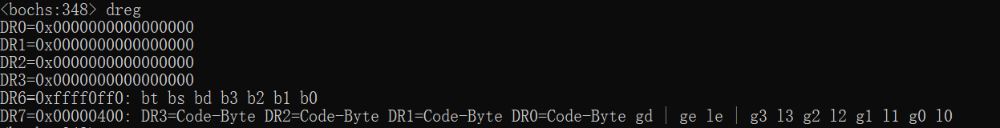 <bochs:348> dreg
DR0=0x0000000000000000
DR1=0x0000000000000000
DR2=0x0000000000000000
DR3=0x0000000000000000
DR6=0xffff0ff0: bt bs bd b3 b2 b1 b0
DR7=0x00000400: DR3=Code-Byte DR2=Code-Byte DR1=Code-Byte DR0=Code-Byte gd | ge le | g3 l3 g2 l2 g1 l1 g0 l0